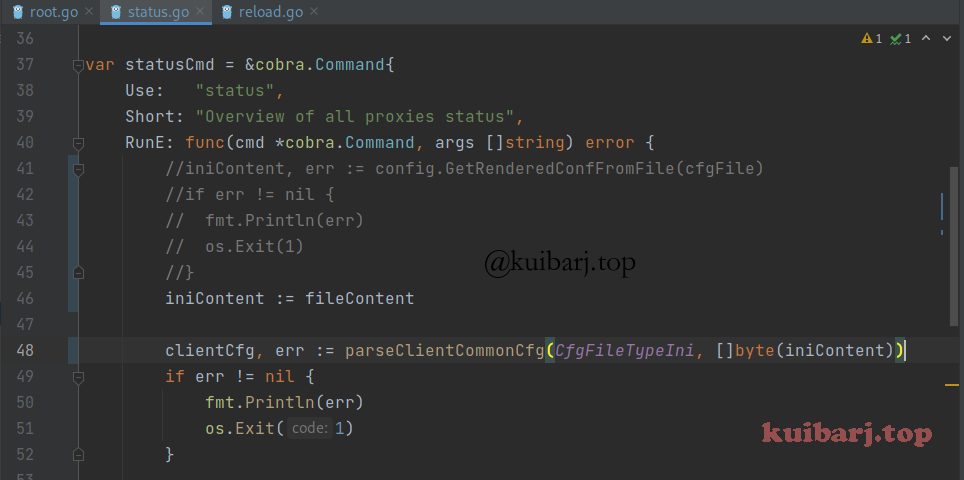 root.go × status.go × reload.go ×
36
1 1
37 var statusCmd = &cobra.Command{
38 Use: "status",
39 Short: "Overview of all proxies status",
40 RunE: func(cmd *cobra.Command, args []string) error {
41 //iniContent, err := config.GetRenderedConfFromFile(cfgFile)
42 //if err != nil {
43 // fmt.Println(err)
44 // os.Exit(1)
@kuibarj.top
45 //}
46 iniContent := fileContent
47
48 clientCfg, err := parseClientCommonCfg(CfgFileTypeIni, []byte(iniContent))
49 if err != nil {
50 fmt.Println(err)
51 os.Exit( code: 1)
kuibarj.top
52 }
53